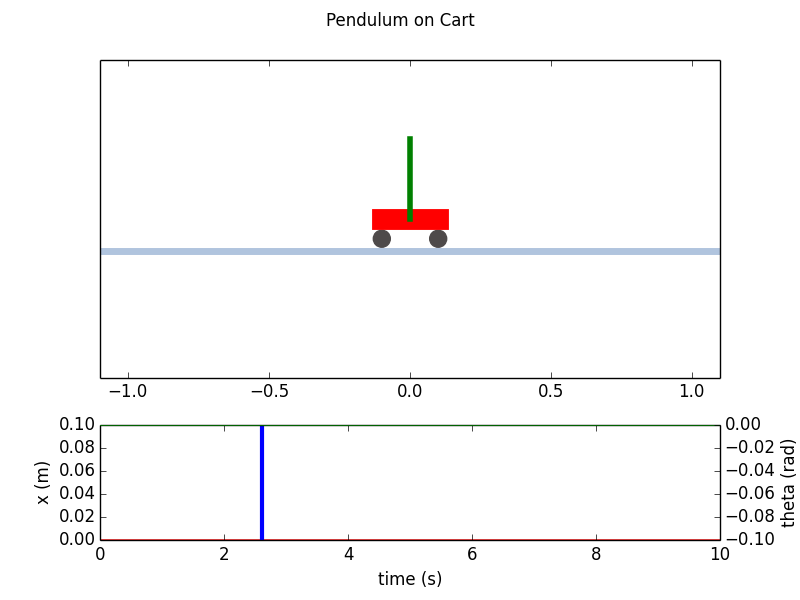 Pendulum on Cart
−1.0 −0.5 0.0 0.5 1.0
0.10 0.00
0.08 −0.02
0.06 −0.04
0.04 −0.06
0.02 −0.08
0.00 −0.10
x (m)
theta (rad)
0 2 4 6 8 10
time (s)